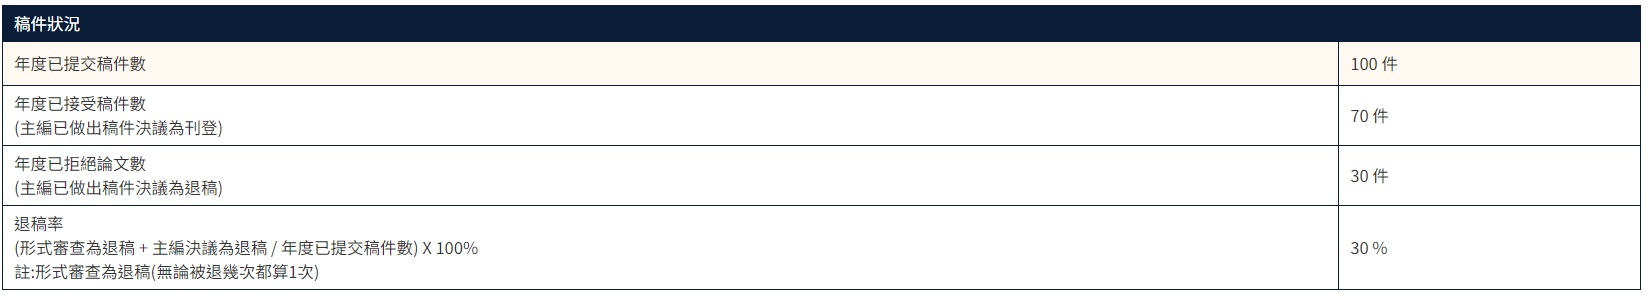 稿件狀況
年度已提交稿件數
100 件
年度已接受稿件數
(主編已做出稿件決議為刊登)
70 件
年度已拒絕論文數
(主編已做出稿件決議為退稿)
30 件
退稿率
(形式審查為退稿 + 主編決議為退稿 / 年度已提交稿件數) X 100%
註:形式審查為退稿(無論被退幾次都算1次)
30 %